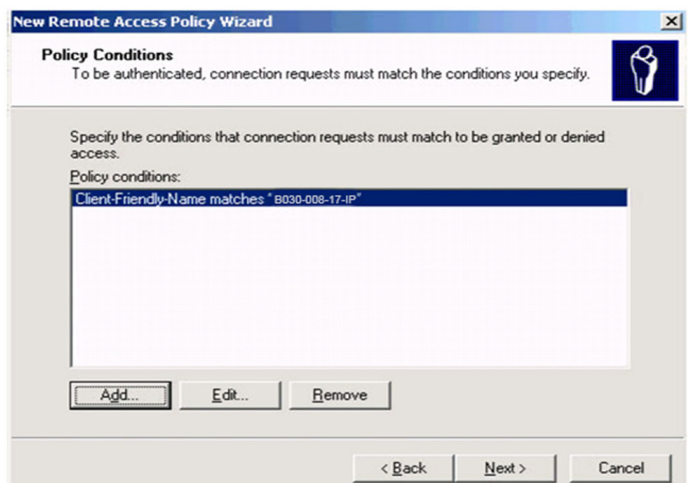 New Remote Access Policy Wizard
Policy Conditions
To be authenticated, connection requests must match the conditions you specify.
Specify the conditions that connection requests must match to be granted or denied
access.
Policy conditions:
Client-Friendly-Name matches "B030-008-17-IP"
Add...
Edit...
Remove
< Back
Next >
Cancel